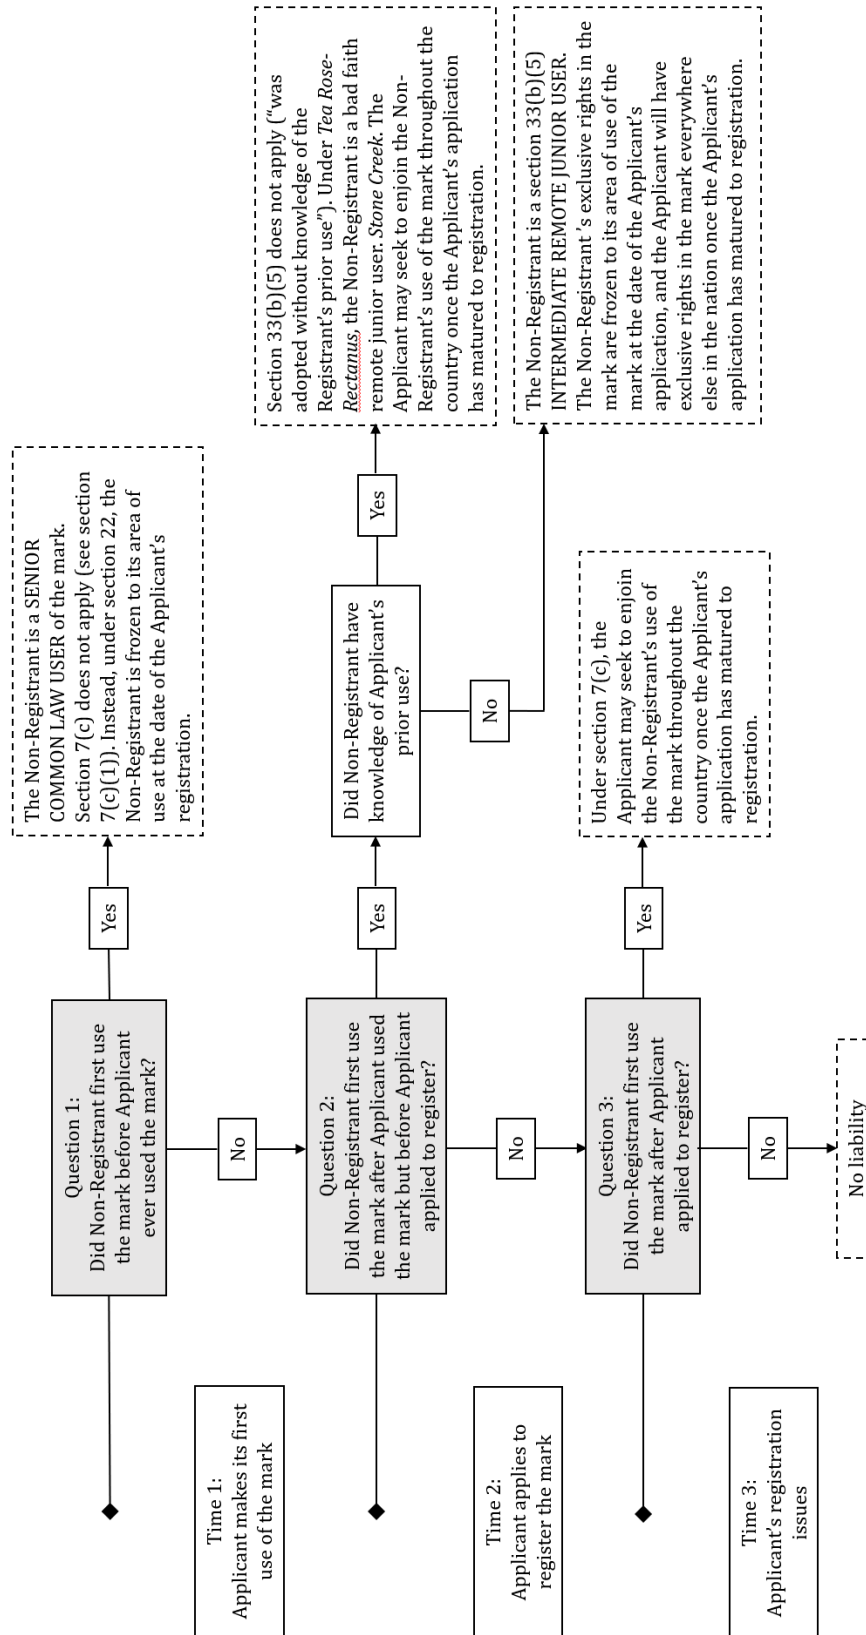 Time 1:
Applicant makes its first
use of the mark
Time 2:
Applicant applies to
register the mark
Time 3:
Applicant's registration
issues
Question 1:
Did Non-Registrant first use
the mark before Applicant
ever used the mark?
Yes
The Non-Registrant is a SENIOR
COMMON LAW USER of the mark.
Section 7(c) does not apply (see section
7(c)(1)). Instead, under section 22, the
Non-Registrant is frozen to its area of
use at the date of the Applicant's
registration.
No
Question 2:
Did Non-Registrant first use
the mark after Applicant used
the mark but before Applicant
applied to register?
Yes
Did Non-Registrant have
knowledge of Applicant's
prior use?
Yes
Section 33(b)(5) does not apply (“was
adopted without knowledge of the
Registrant's prior use”). Under Tea Rose-
Rectanus, the Non-Registrant is a bad faith
remote junior user. Stone Creek. The
Applicant may seek to enjoin the Non-
Registrant's use of the mark throughout the
country once the Applicant's application
has matured to registration.
No
The Non-Registrant is a section 33(b)(5)
INTERMEDIATE REMOTE JUNIOR USER.
The Non-Registrant's exclusive rights in the
mark are frozen to its area of use of the
mark at the date of the Applicant's
application, and the Applicant will have
exclusive rights in the mark everywhere
else in the nation once the Applicant's
application has matured to registration.
No
Question 3:
Did Non-Registrant first use
the mark after Applicant
applied to register?
Yes
Under section 7(c), the
Applicant may seek to enjoin
the Non-Registrant's use of
the mark throughout the
country once the Applicant's
application has matured to
registration.
No
No liability